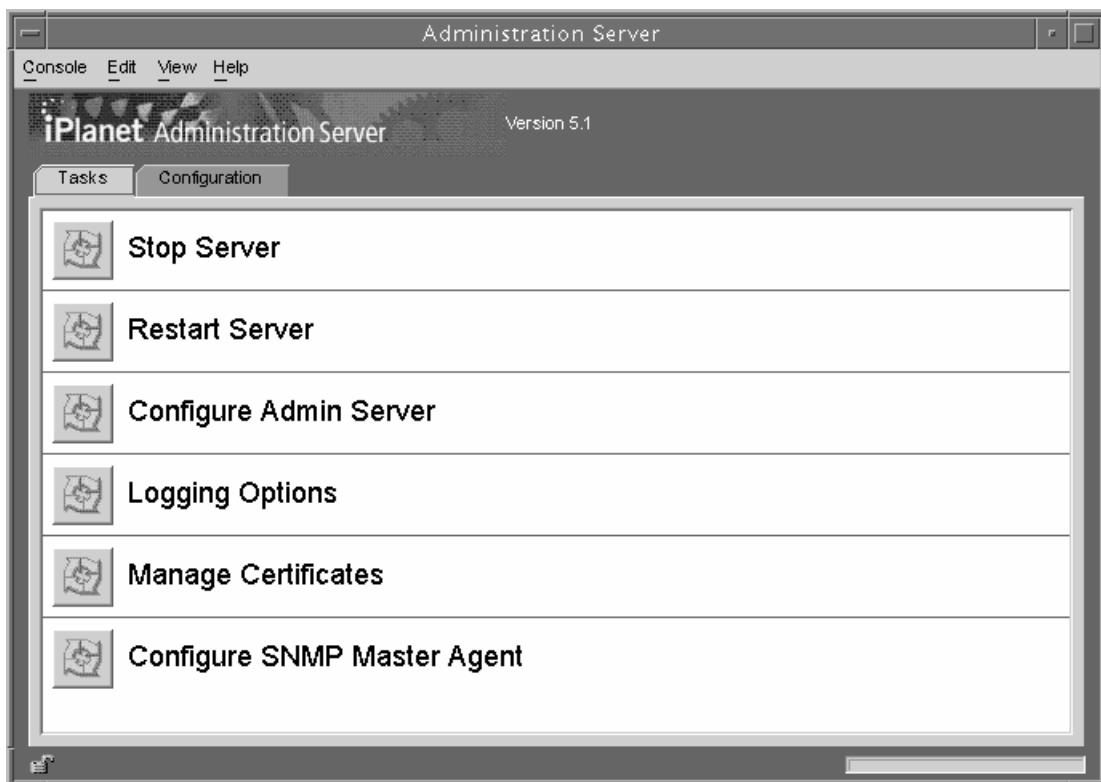 Administration Server
Console Edit View Help
iPlanet Administration Server Version 5.1
Tasks Configuration
Stop Server
Restart Server
Configure Admin Server
Logging Options
Manage Certificates
Configure SNMP Master Agent